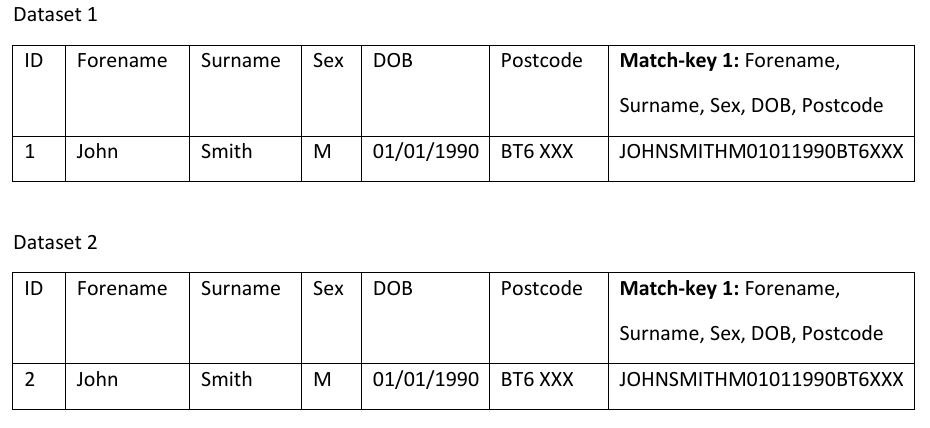 Dataset 1
ID Forename Surname Sex DOB Postcode Match-key 1: Forename,
Surname, Sex, DOB, Postcode
1 John Smith M 01/01/1990 BT6 XXX JOHNSMITHM01011990BT6XXX
Dataset 2
ID Forename Surname Sex DOB Postcode Match-key 1: Forename,
Surname, Sex, DOB, Postcode
2 John Smith M 01/01/1990 BT6 XXX JOHNSMITHM01011990BT6XXX